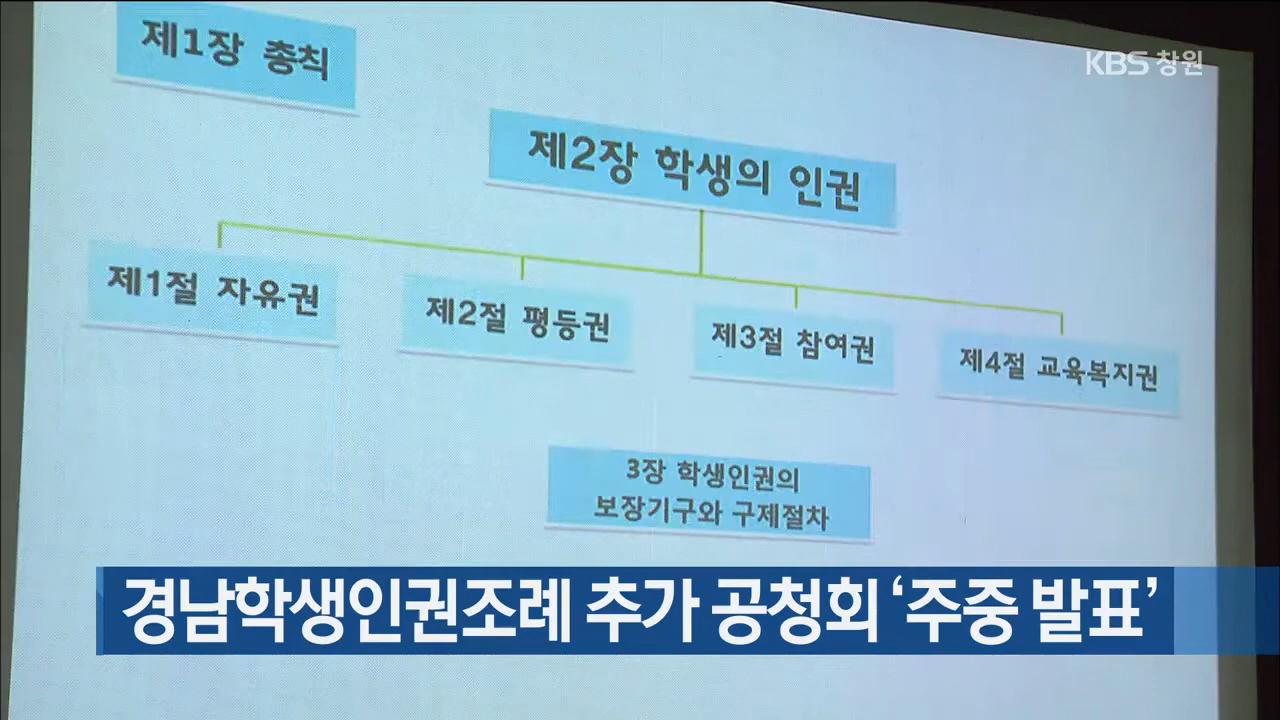 제1장 총칙
KBS 창원
제2장 학생의 인권
제1절 자유권
제2절 평등권
제3절 참여권
제4절 교육복지권
3장 학생인권의
보장기구와 구제절차
경남학생인권조례 추가 공청회 ‘주중 발표’